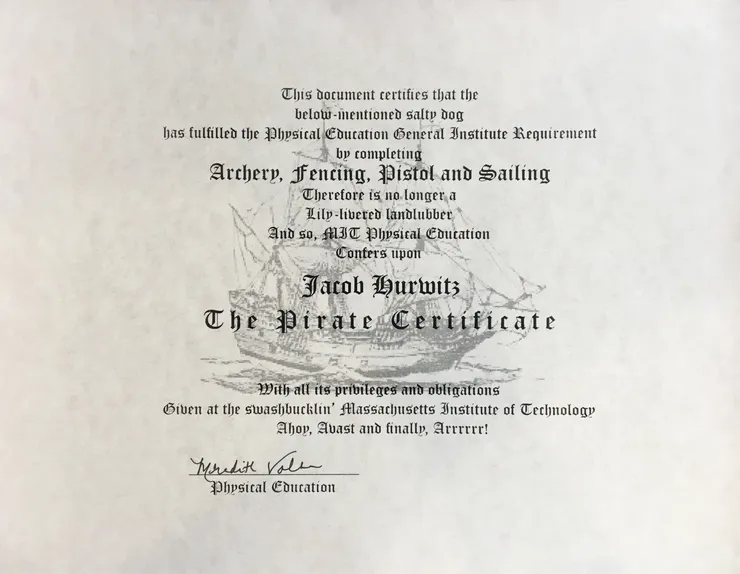 This document certifies that the
below-mentioned salty dog
has fulfilled the Physical Education General Institute Requirement
by completing
Archery, Fencing, Pistol and Sailing
Therefore is no longer a
Lily-livered landlubber
And so, MIT Physical Education
Confers upon
Jacob Hurwitz
The Pirate Certificate
With all its privileges and obligations
Given at the swashbucklin' Massachusetts Institute of Technology
Ahoy, Avast and finally, Arrrrrr!
Meredith
Physical Education